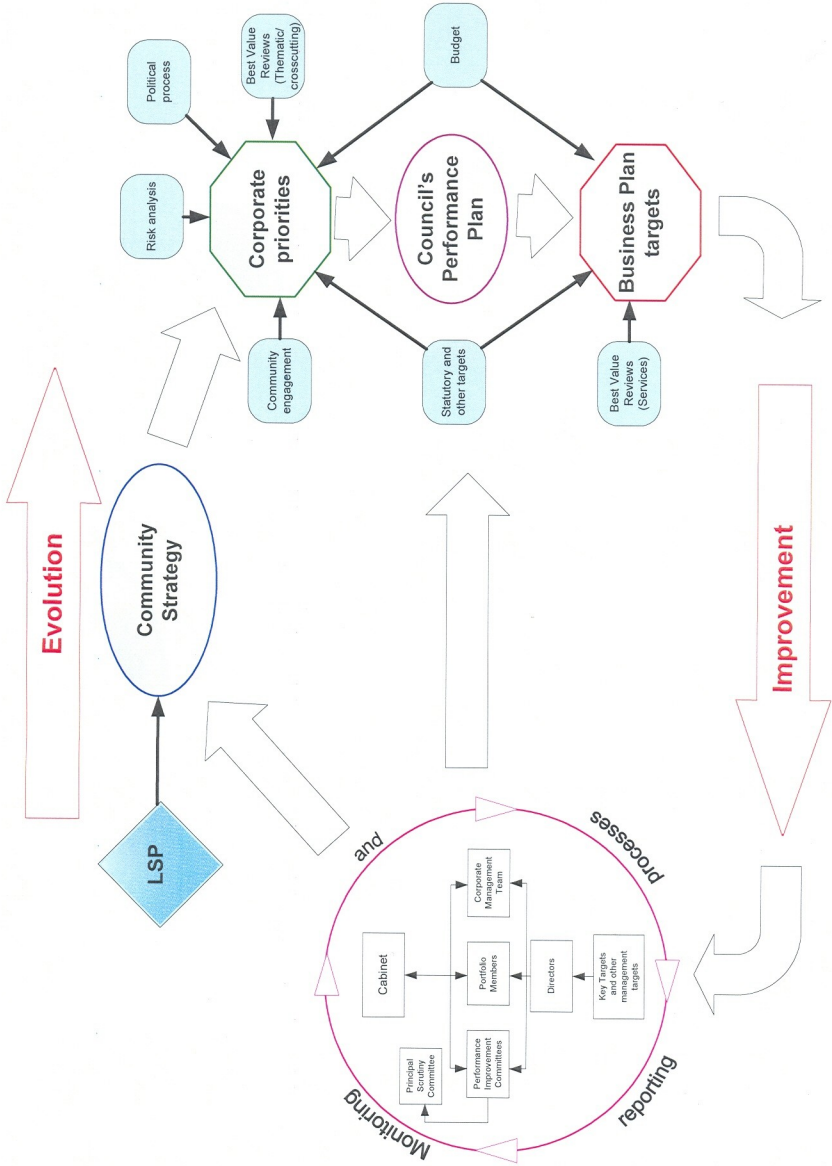 Evolution
LSP
Community
Strategy
Risk analysis
Political
process
Best Value
Reviews
(Thematic/
crosscutting)
Community
engagement
Corporate
priorities
Statutory and
other targets
Council's
Performance
Plan
Budget
Best Value
Reviews
(Services)
Business Plan
targets
Improvement
Monitoring
and
reporting
processes
Cabinet
Principal
Scrutiny
Committee
Performance
Improvement
Committees
Portfolio
Members
Corporate
Management
Team
Directors
Key Targets
and other
management
targets